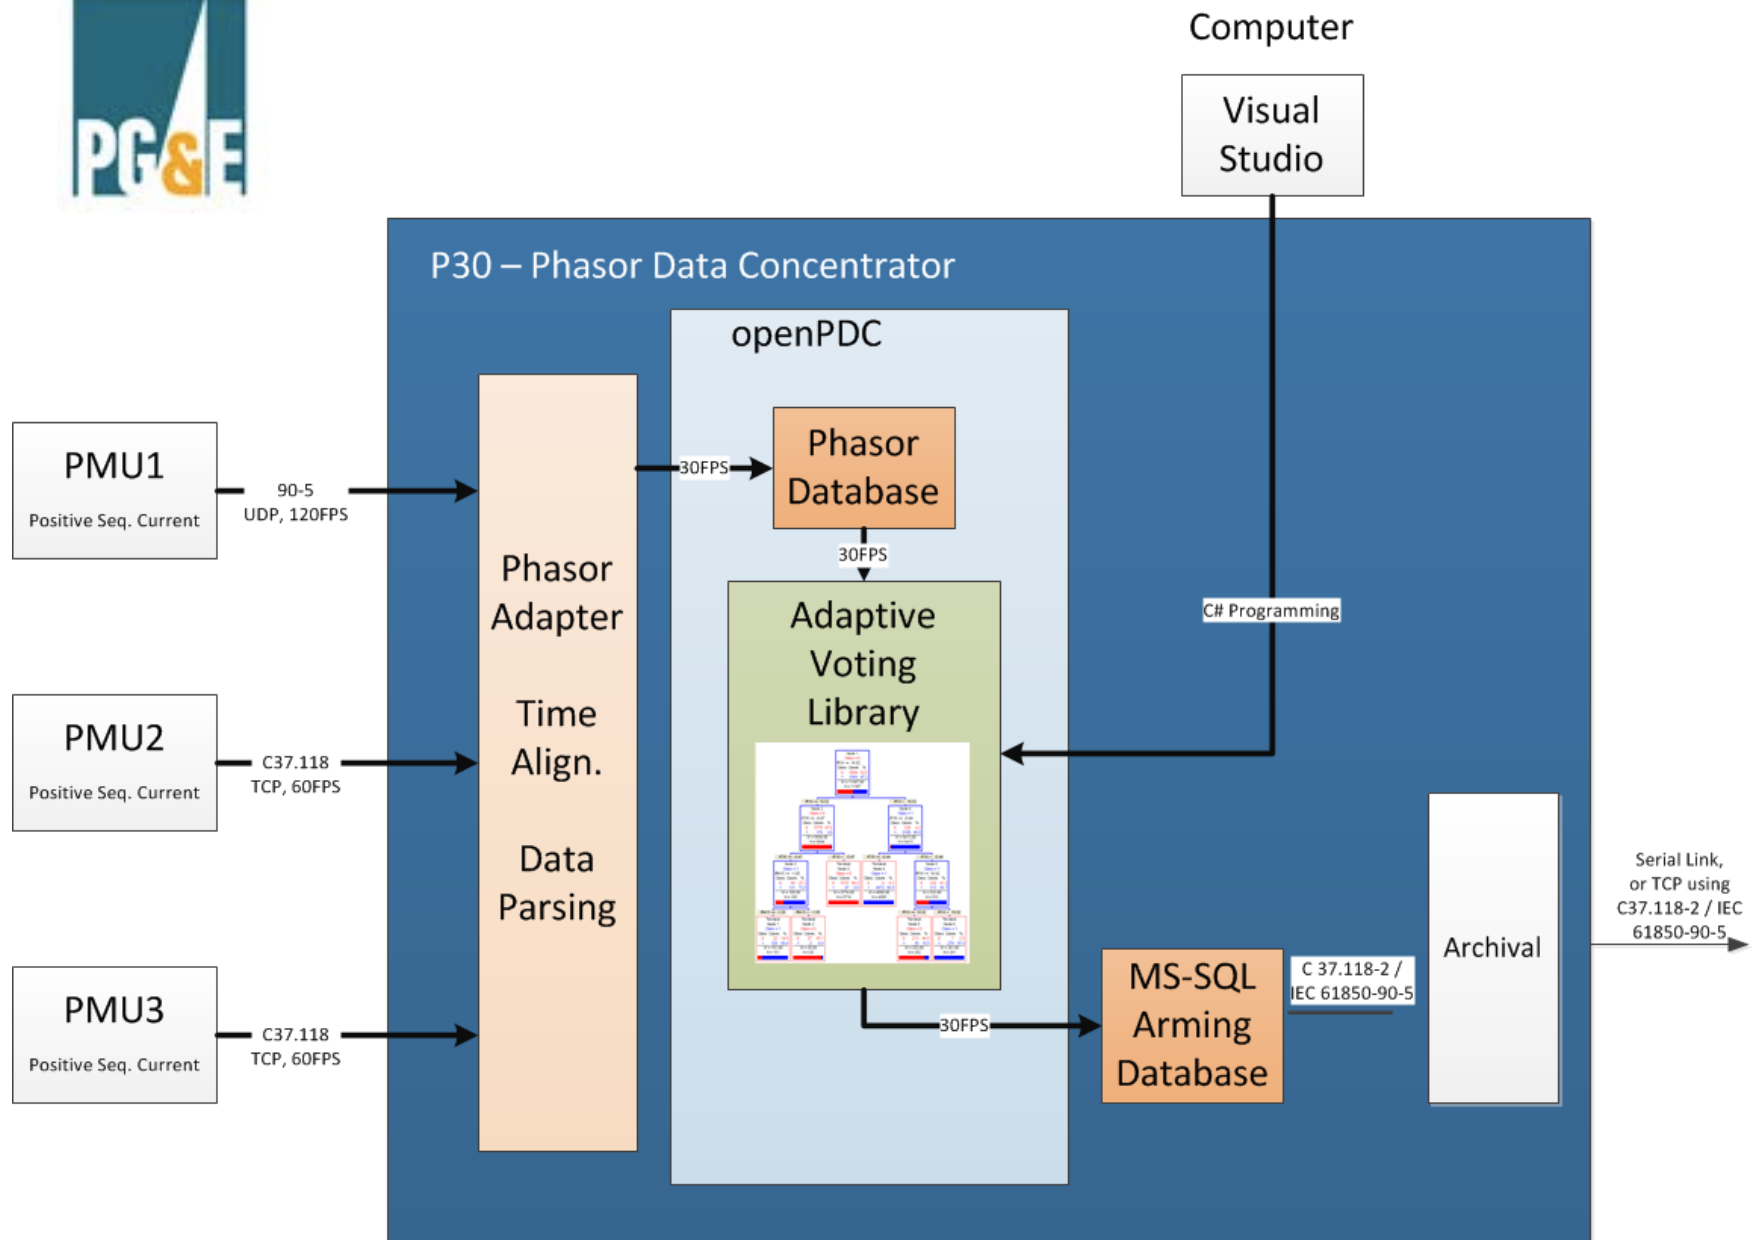 PG&E
Computer
Visual
Studio
P30 – Phasor Data Concentrator
openPDC
PMU1
Positive Seq. Current
90-5
UDP, 120FPS
PMU2
Positive Seq. Current
C37.118
TCP, 60FPS
PMU3
Positive Seq. Current
C37.118
TCP, 60FPS
Phasor
Adapter
Time
Align.
Data
Parsing
30FPS
Phasor
Database
30FPS
Adaptive
Voting
Library
C# Programming
30FPS
MS-SQL
Arming
Database
C 37.118-2 /
IEC 61850-90-5
Archival
Serial Link,
or TCP using
C37.118-2 / IEC
61850-90-5